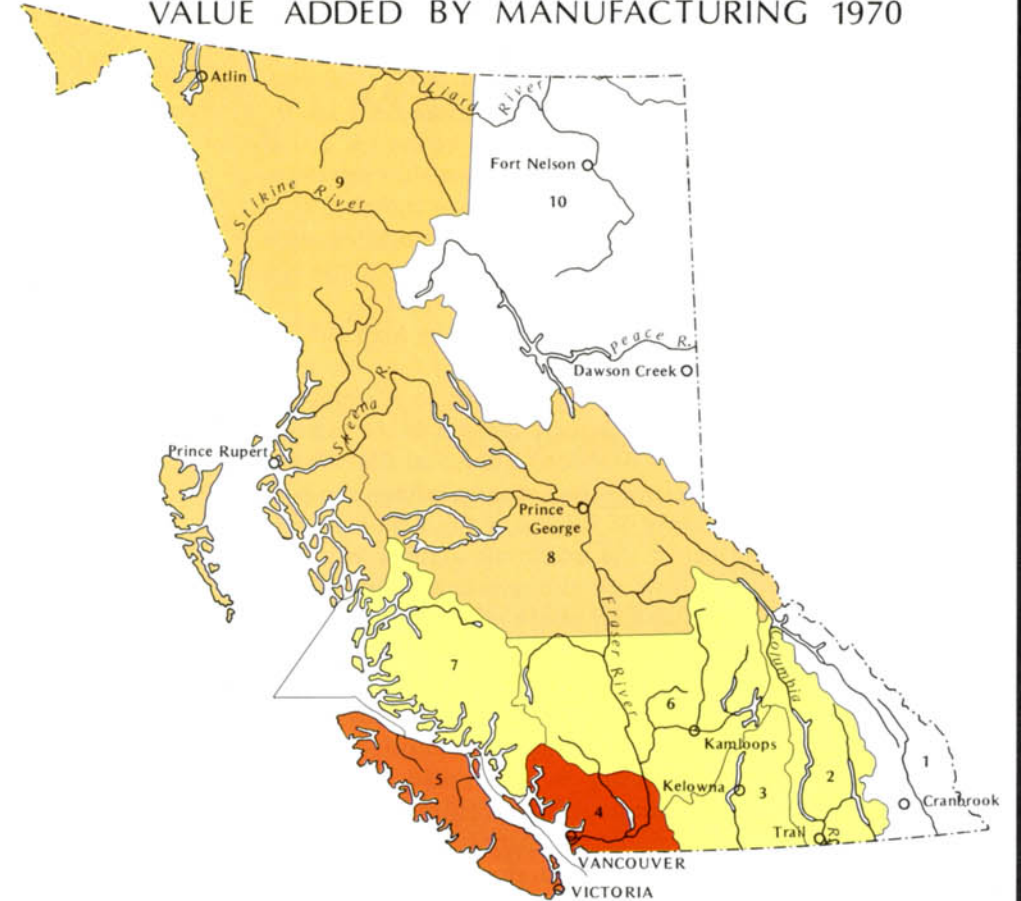 VALUE ADDED BY MANUFACTURING 1970
Atlin
Liard River
Fort Nelson
9
10
Stikine River
Peace R.
Dawson Creek
Skeena R.
Prince Rupert
Prince
George
8
Fraser River
Columbia
7
6
Kamloops
1
5
2
Kelowna
3
Cranbrook
4
Trail
R.
VANCOUVER
VICTORIA